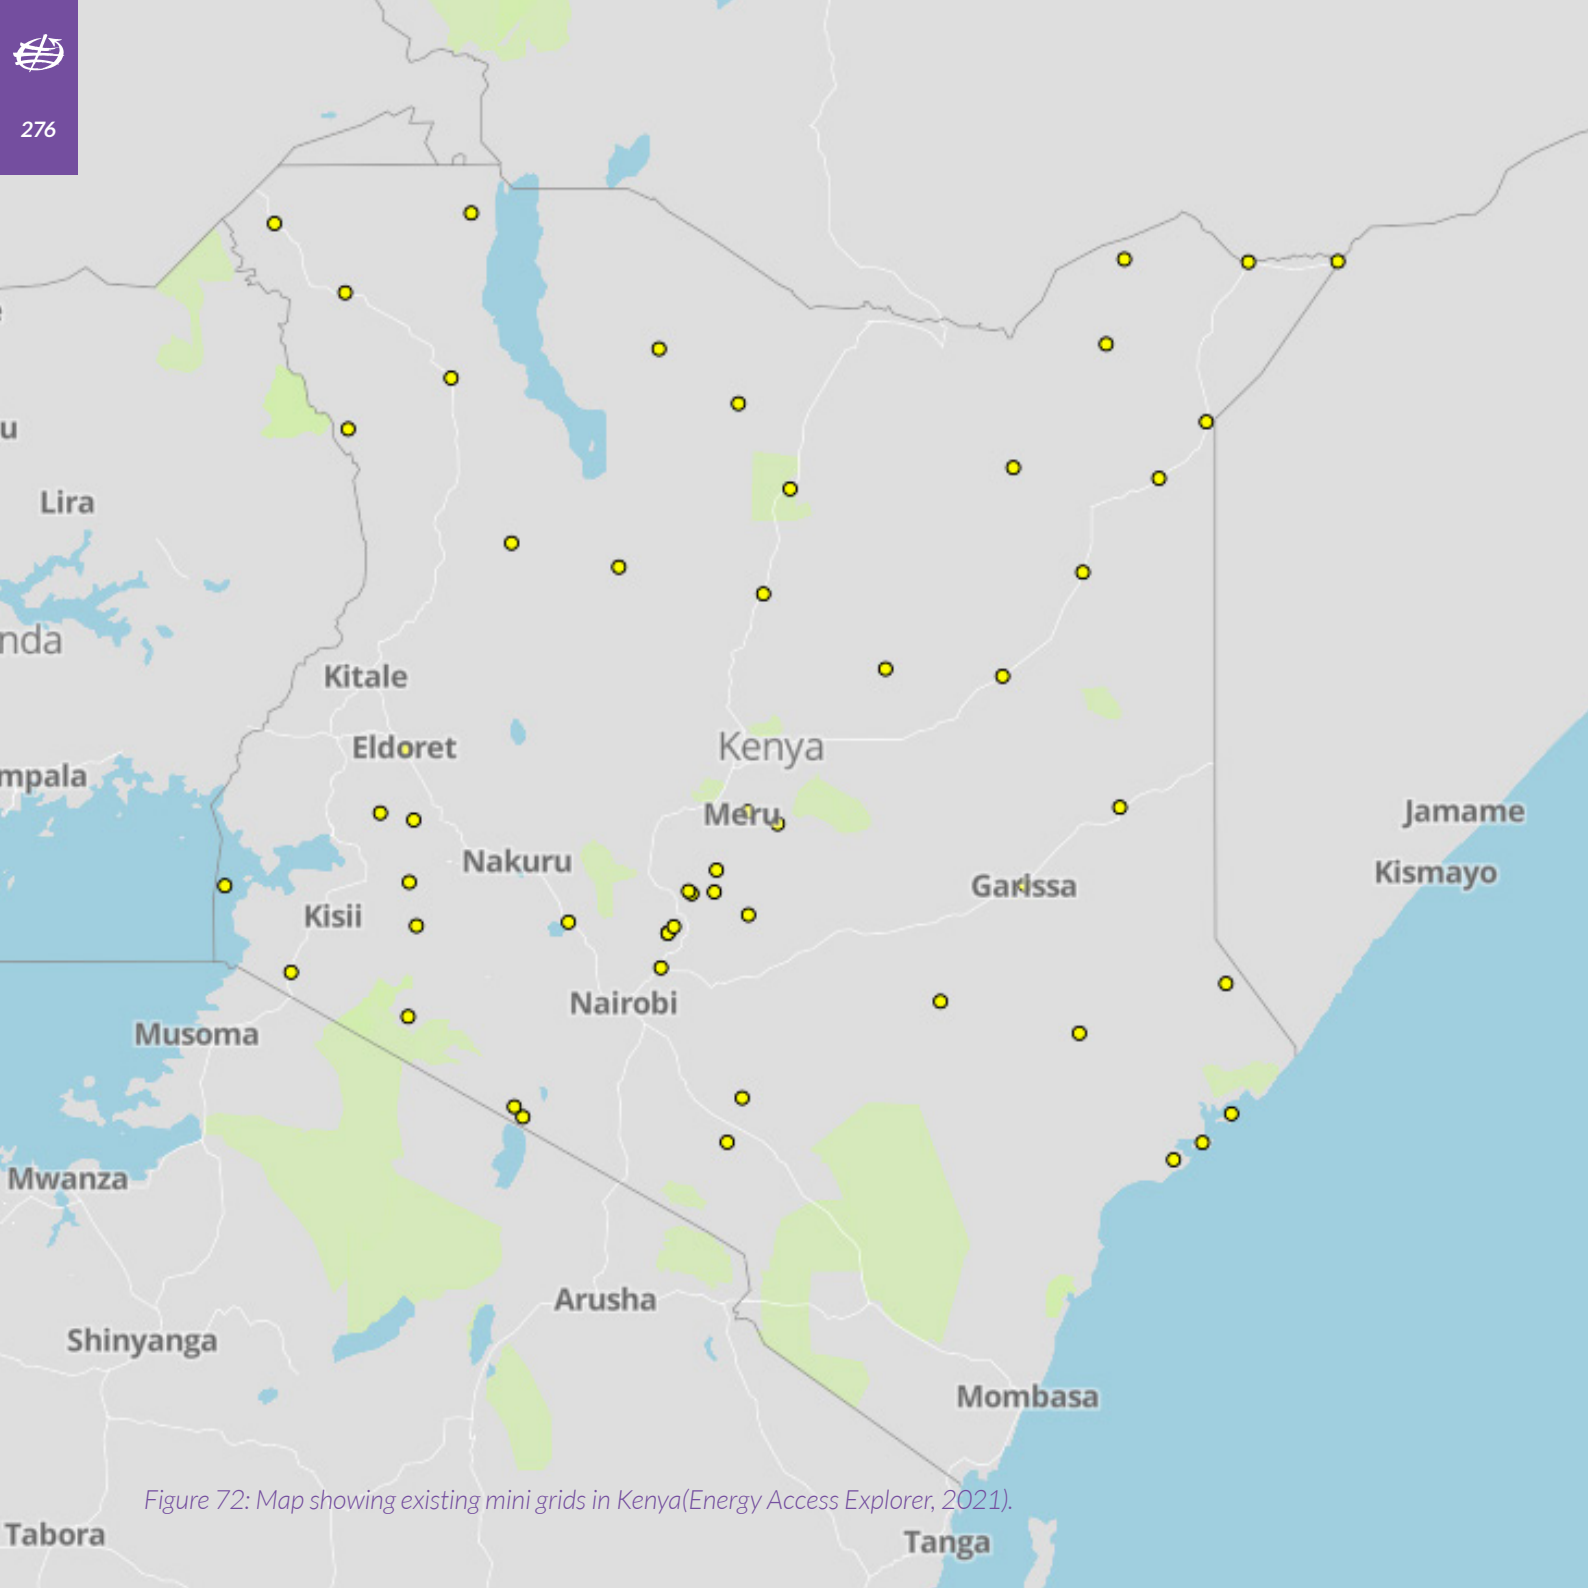 276
u
Lira
nda
Kitale
Eldoret
Kenya
mpala
Meru
Jamame
Nakuru
Kismayo
Garissa
Kisii
Nairobi
Musoma
Mwanza
Arusha
Shinyanga
Mombasa
Figure 72: Map showing existing mini grids in Kenya(Energy Access Explorer, 2021).
Tabora
Tanga